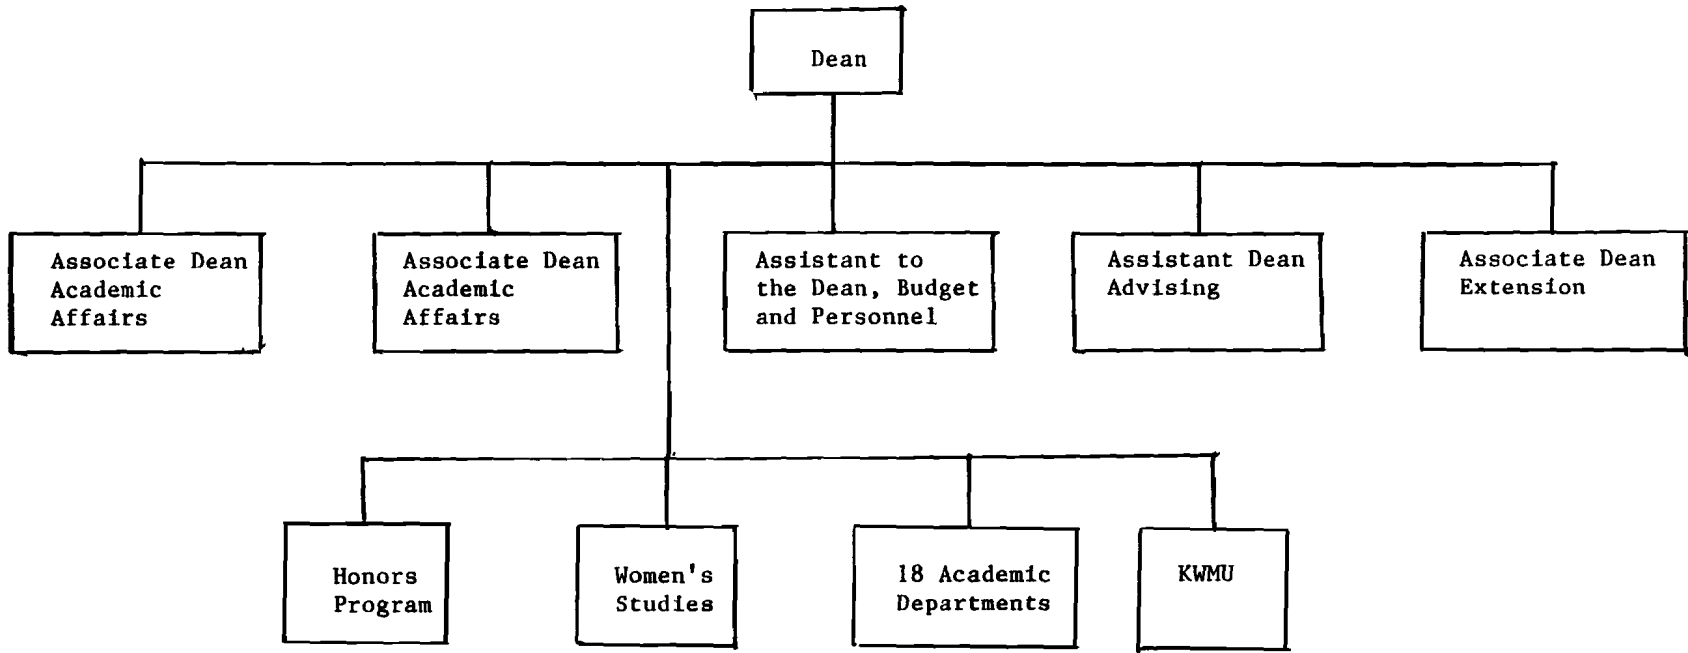 Dean
Associate Dean
Academic
Affairs
Associate Dean
Academic
Affairs
Assistant to
the Dean, Budget
and Personnel
Assistant Dean
Advising
Associate Dean
Extension
Honors
Program
Women's
Studies
18 Academic
Departments
KWMU